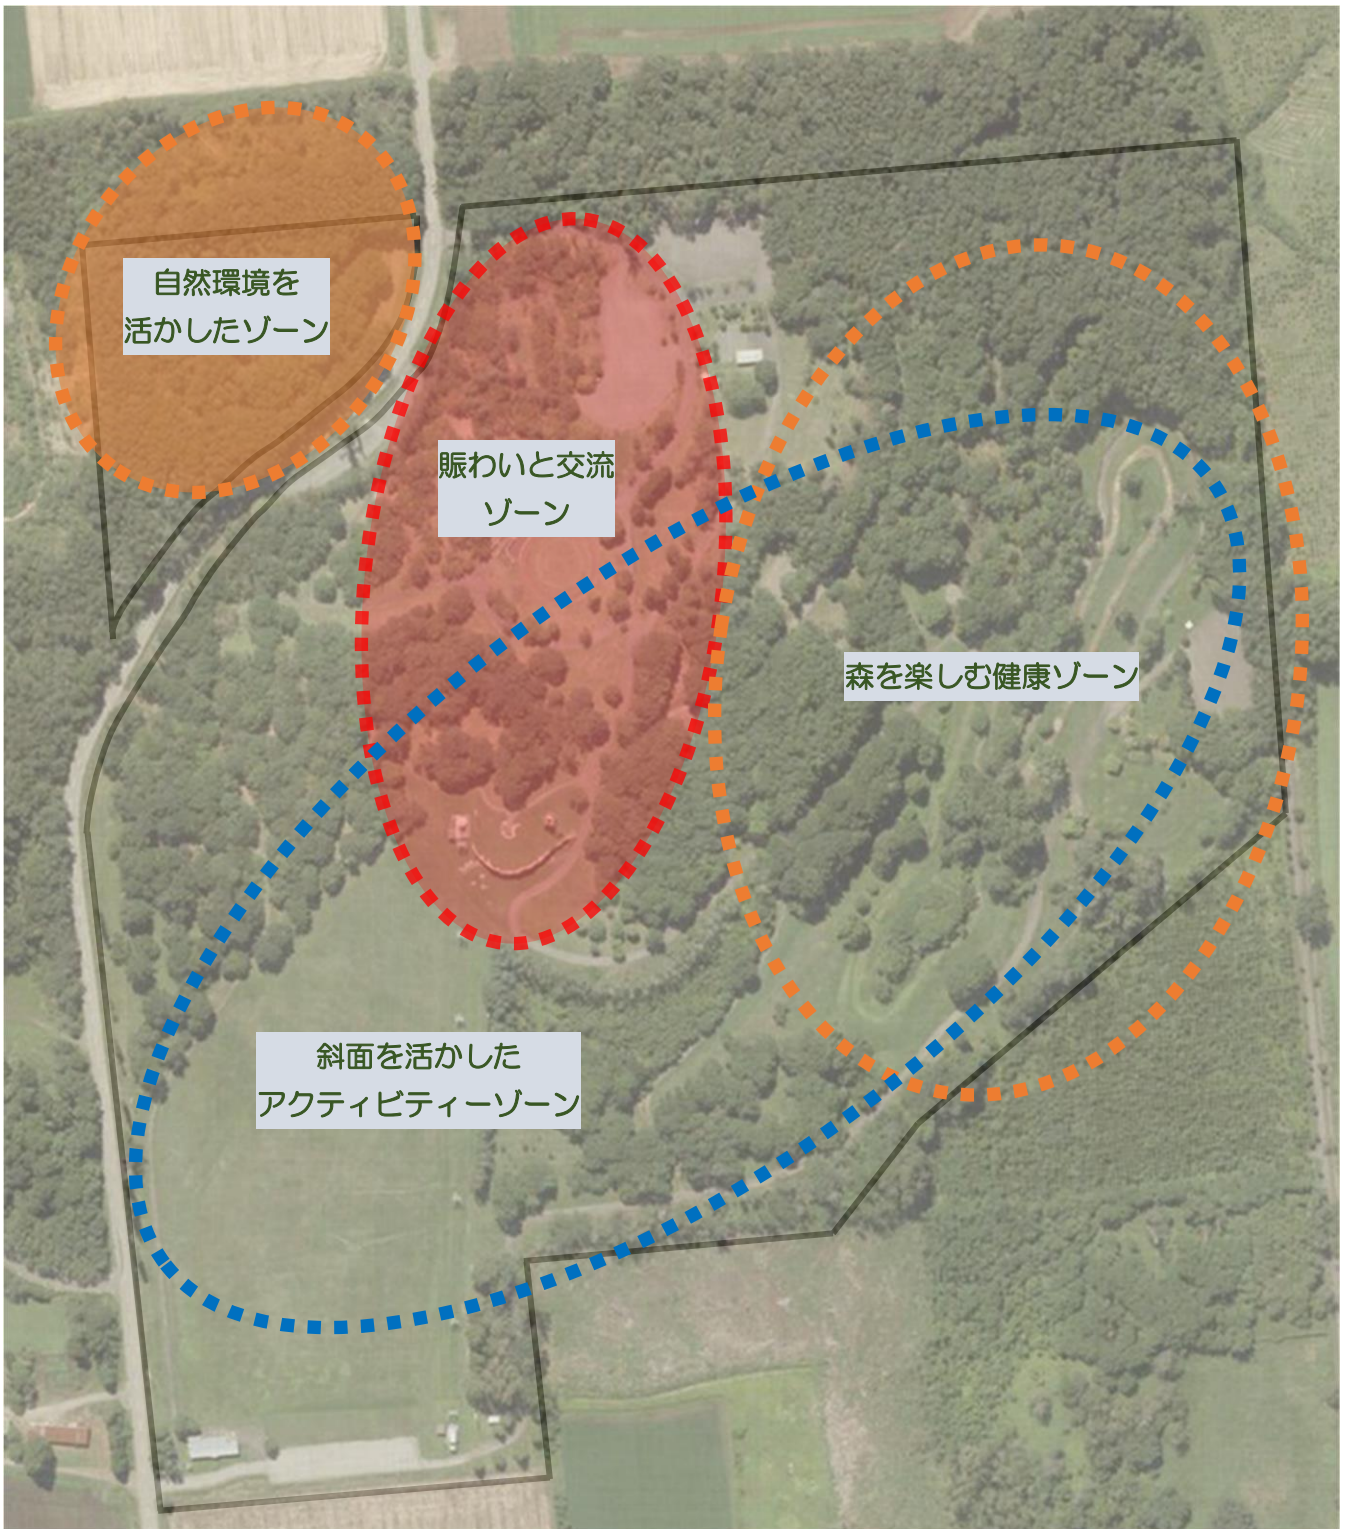 自然環境を
活かしたゾーン
賑わいと交流
ゾーン
森を楽しむ健康ゾーン
斜面を活かした
アクティビティーゾーン